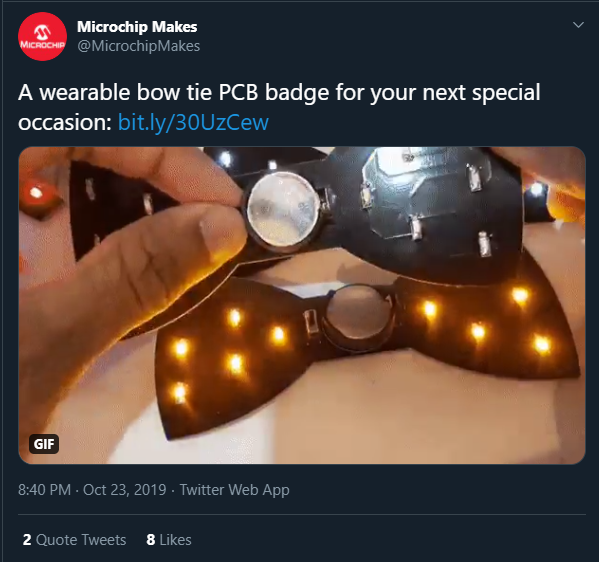 MICROCHIP
Microchip Makes
@MicrochipMakes
A wearable bow tie PCB badge for your next special
occasion: bit.ly/30UzCew
GIF
8:40 PM · Oct 23, 2019 · Twitter Web App
2 Quote Tweets 8 Likes